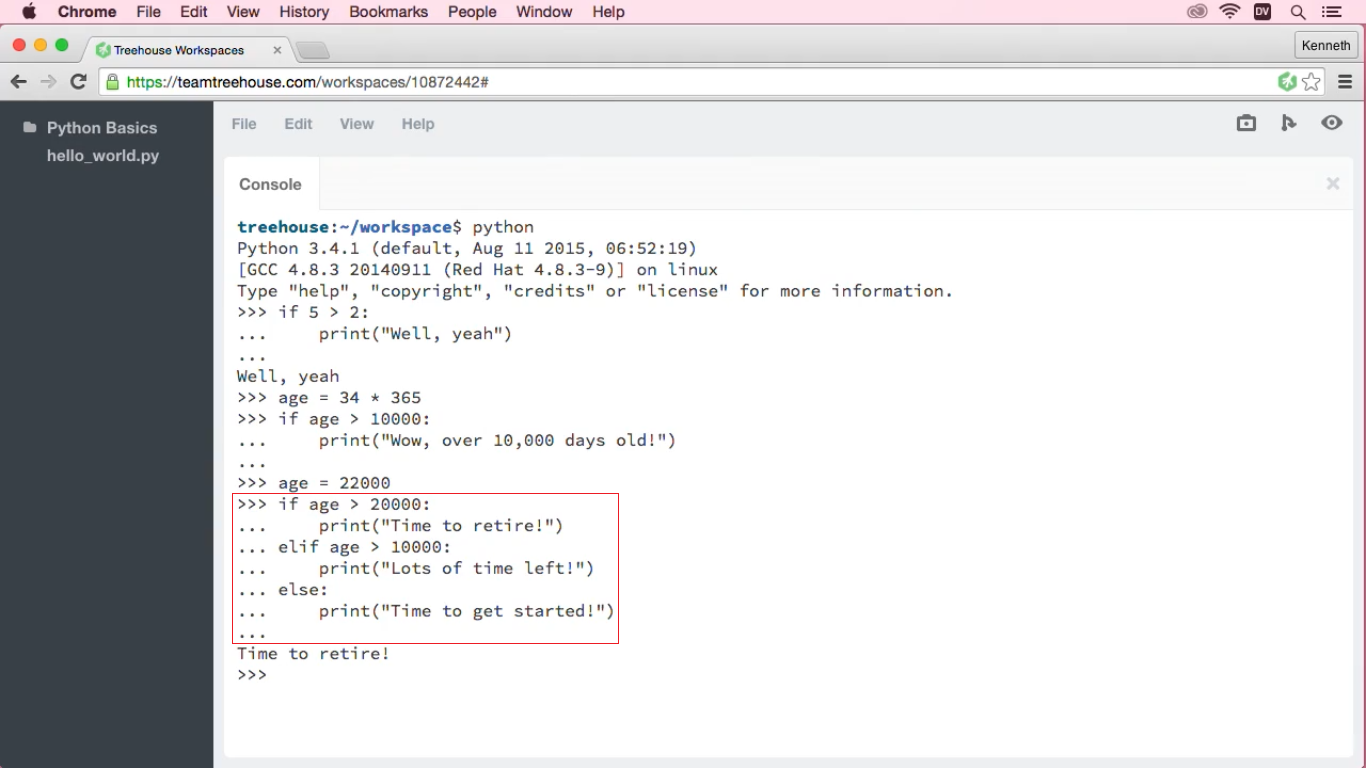 Chrome File Edit View History Bookmarks People Window Help DV
Treehouse Workspaces × Kenneth
https://teamtreehouse.com/workspaces/10872442#
Python Basics
hello_world.py
File Edit View Help
Console ×
treehouse:~/workspace$ python
Python 3.4.1 (default, Aug 11 2015, 06:52:19)
[GCC 4.8.3 20140911 (Red Hat 4.8.3-9)] on linux
Type "help", "copyright", "credits" or "license" for more information.
>>> if 5 > 2:
...     print("Well, yeah")
...
Well, yeah
>>> age = 34 * 365
>>> if age > 10000:
...     print("Wow, over 10,000 days old!")
...
>>> age = 22000
>>> if age > 20000:
...     print("Time to retire!")
... elif age > 10000:
...     print("Lots of time left!")
... else:
...     print("Time to get started!")
...
Time to retire!
>>>